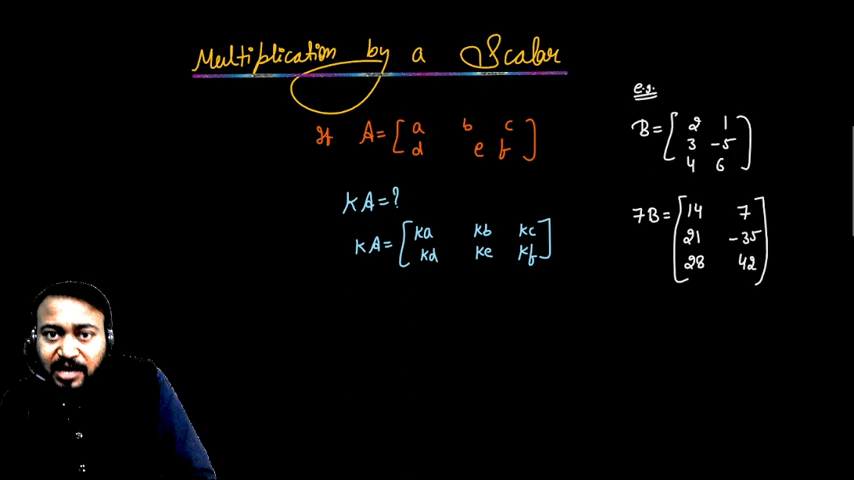 Multiplication by a Scalar
If A = [ a b c
d e f ]
kA = ?
kA = [ ka kb kc
kd ke kf ]
e.g.
B = [ 2 1
3 -5
4 6 ]
7B = [ 14 7
21 -35
28 42 ]